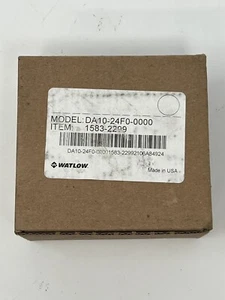 MODEL: DA10-24F0-0000
ITEM: 1583-2299
WATLOW
Made in USA